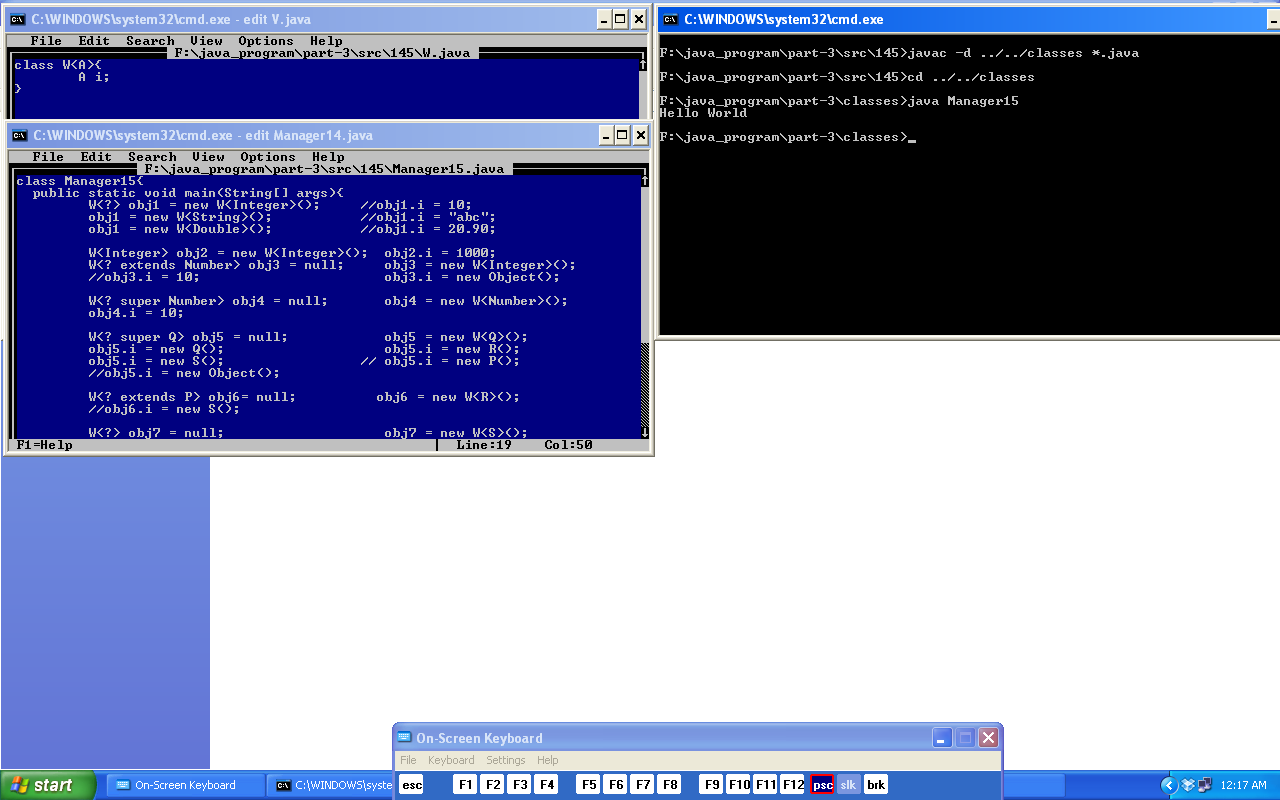 C:\WINDOWS\system32\cmd.exe - edit V.java
File Edit Search View Options Help
F:\java_program\part-3\src\145\W.java
class W<A>{
A i;
}
C:\WINDOWS\system32\cmd.exe - edit Manager14.java
File Edit Search View Options Help
F:\java_program\part-3\src\145\Manager15.java
class Manager15{
public static void main(String[] args){
W<?> obj1 = new W<Integer>(); //obj1.i = 10;
obj1 = new W<String>(); //obj1.i = "abc";
obj1 = new W<Double>(); //obj1.i = 20.90;
W<Integer> obj2 = new W<Integer>(); obj2.i = 1000;
W<? extends Number> obj3 = null; obj3 = new W<Integer>();
//obj3.i = 10; obj3.i = new Object();
W<? super Number> obj4 = null; obj4 = new W<Number>();
obj4.i = 10;
W<? super Q> obj5 = null; obj5 = new W<Q>();
obj5.i = new Q(); obj5.i = new R();
obj5.i = new S(); // obj5.i = new P();
//obj5.i = new Object();
W<? extends P> obj6= null; obj6 = new W<R>();
//obj6.i = new S();
W<?> obj7 = null; obj7 = new W<S>();
F1=Help Line:19 Col:50
C:\WINDOWS\system32\cmd.exe
F:\java_program\part-3\src\145>javac -d ../../classes *.java
F:\java_program\part-3\src\145>cd ../../classes
F:\java_program\part-3\classes>java Manager15
Hello World
F:\java_program\part-3\classes>_
On-Screen Keyboard
File Keyboard Settings Help
esc F1 F2 F3 F4 F5 F6 F7 F8 F9 F10 F11 F12 psc slk brk
start On-Screen Keyboard C:\WINDOWS\syste 12:17 AM